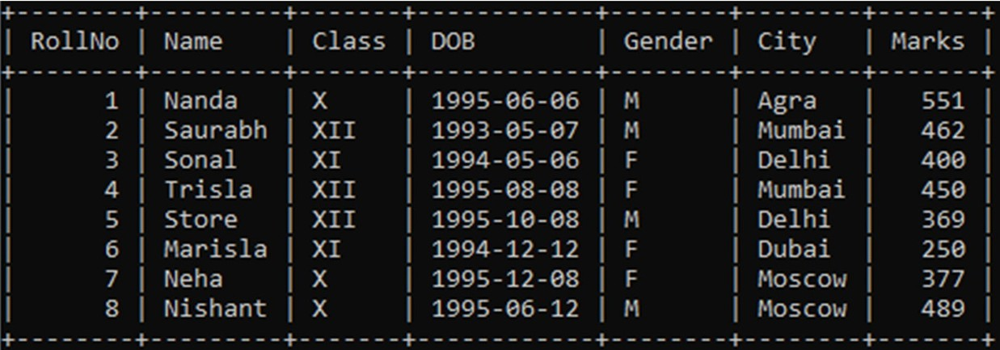 +--------+---------+-------+------------+--------+--------+-------+
| RollNo | Name    | Class | DOB        | Gender | City   | Marks |
+--------+---------+-------+------------+--------+--------+-------+
|      1 | Nanda   | X     | 1995-06-06 | M      | Agra   |   551 |
|      2 | Saurabh | XII   | 1993-05-07 | M      | Mumbai |   462 |
|      3 | Sonal   | XI    | 1994-05-06 | F      | Delhi  |   400 |
|      4 | Trisla  | XII   | 1995-08-08 | F      | Mumbai |   450 |
|      5 | Store   | XII   | 1995-10-08 | M      | Delhi  |   369 |
|      6 | Marisla | XI    | 1994-12-12 | F      | Dubai  |   250 |
|      7 | Neha    | X     | 1995-12-08 | F      | Moscow |   377 |
|      8 | Nishant | X     | 1995-06-12 | M      | Moscow |   489 |
+--------+---------+-------+------------+--------+--------+-------+